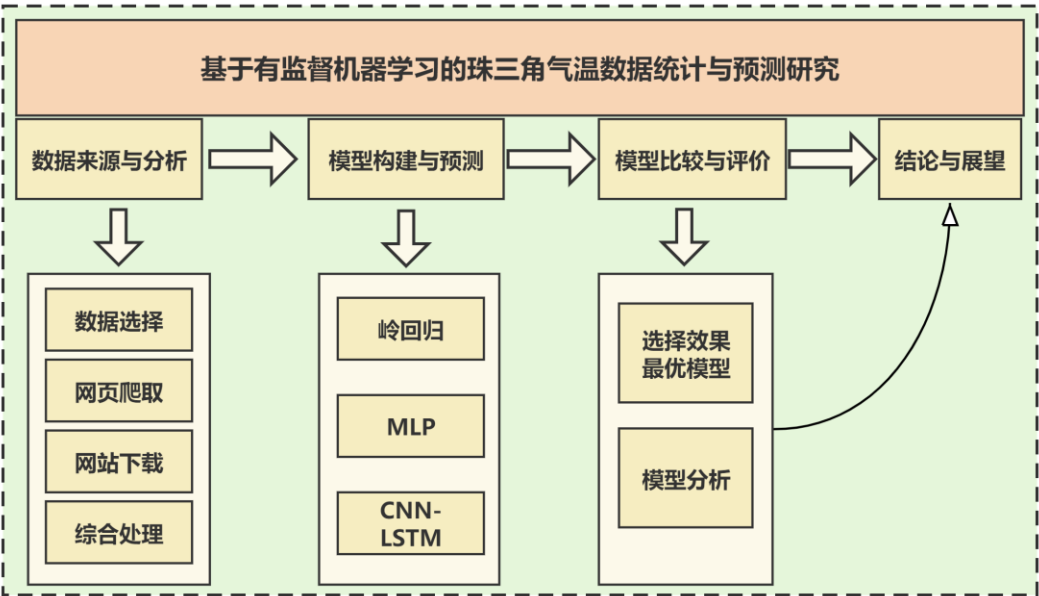 基于有监督机器学习的珠三角气温数据统计与预测研究
数据来源与分析
模型构建与预测
模型比较与评价
结论与展望
数据选择
网页爬取
网站下载
综合处理
岭回归
MLP
CNN-
LSTM
选择效果
最优模型
模型分析